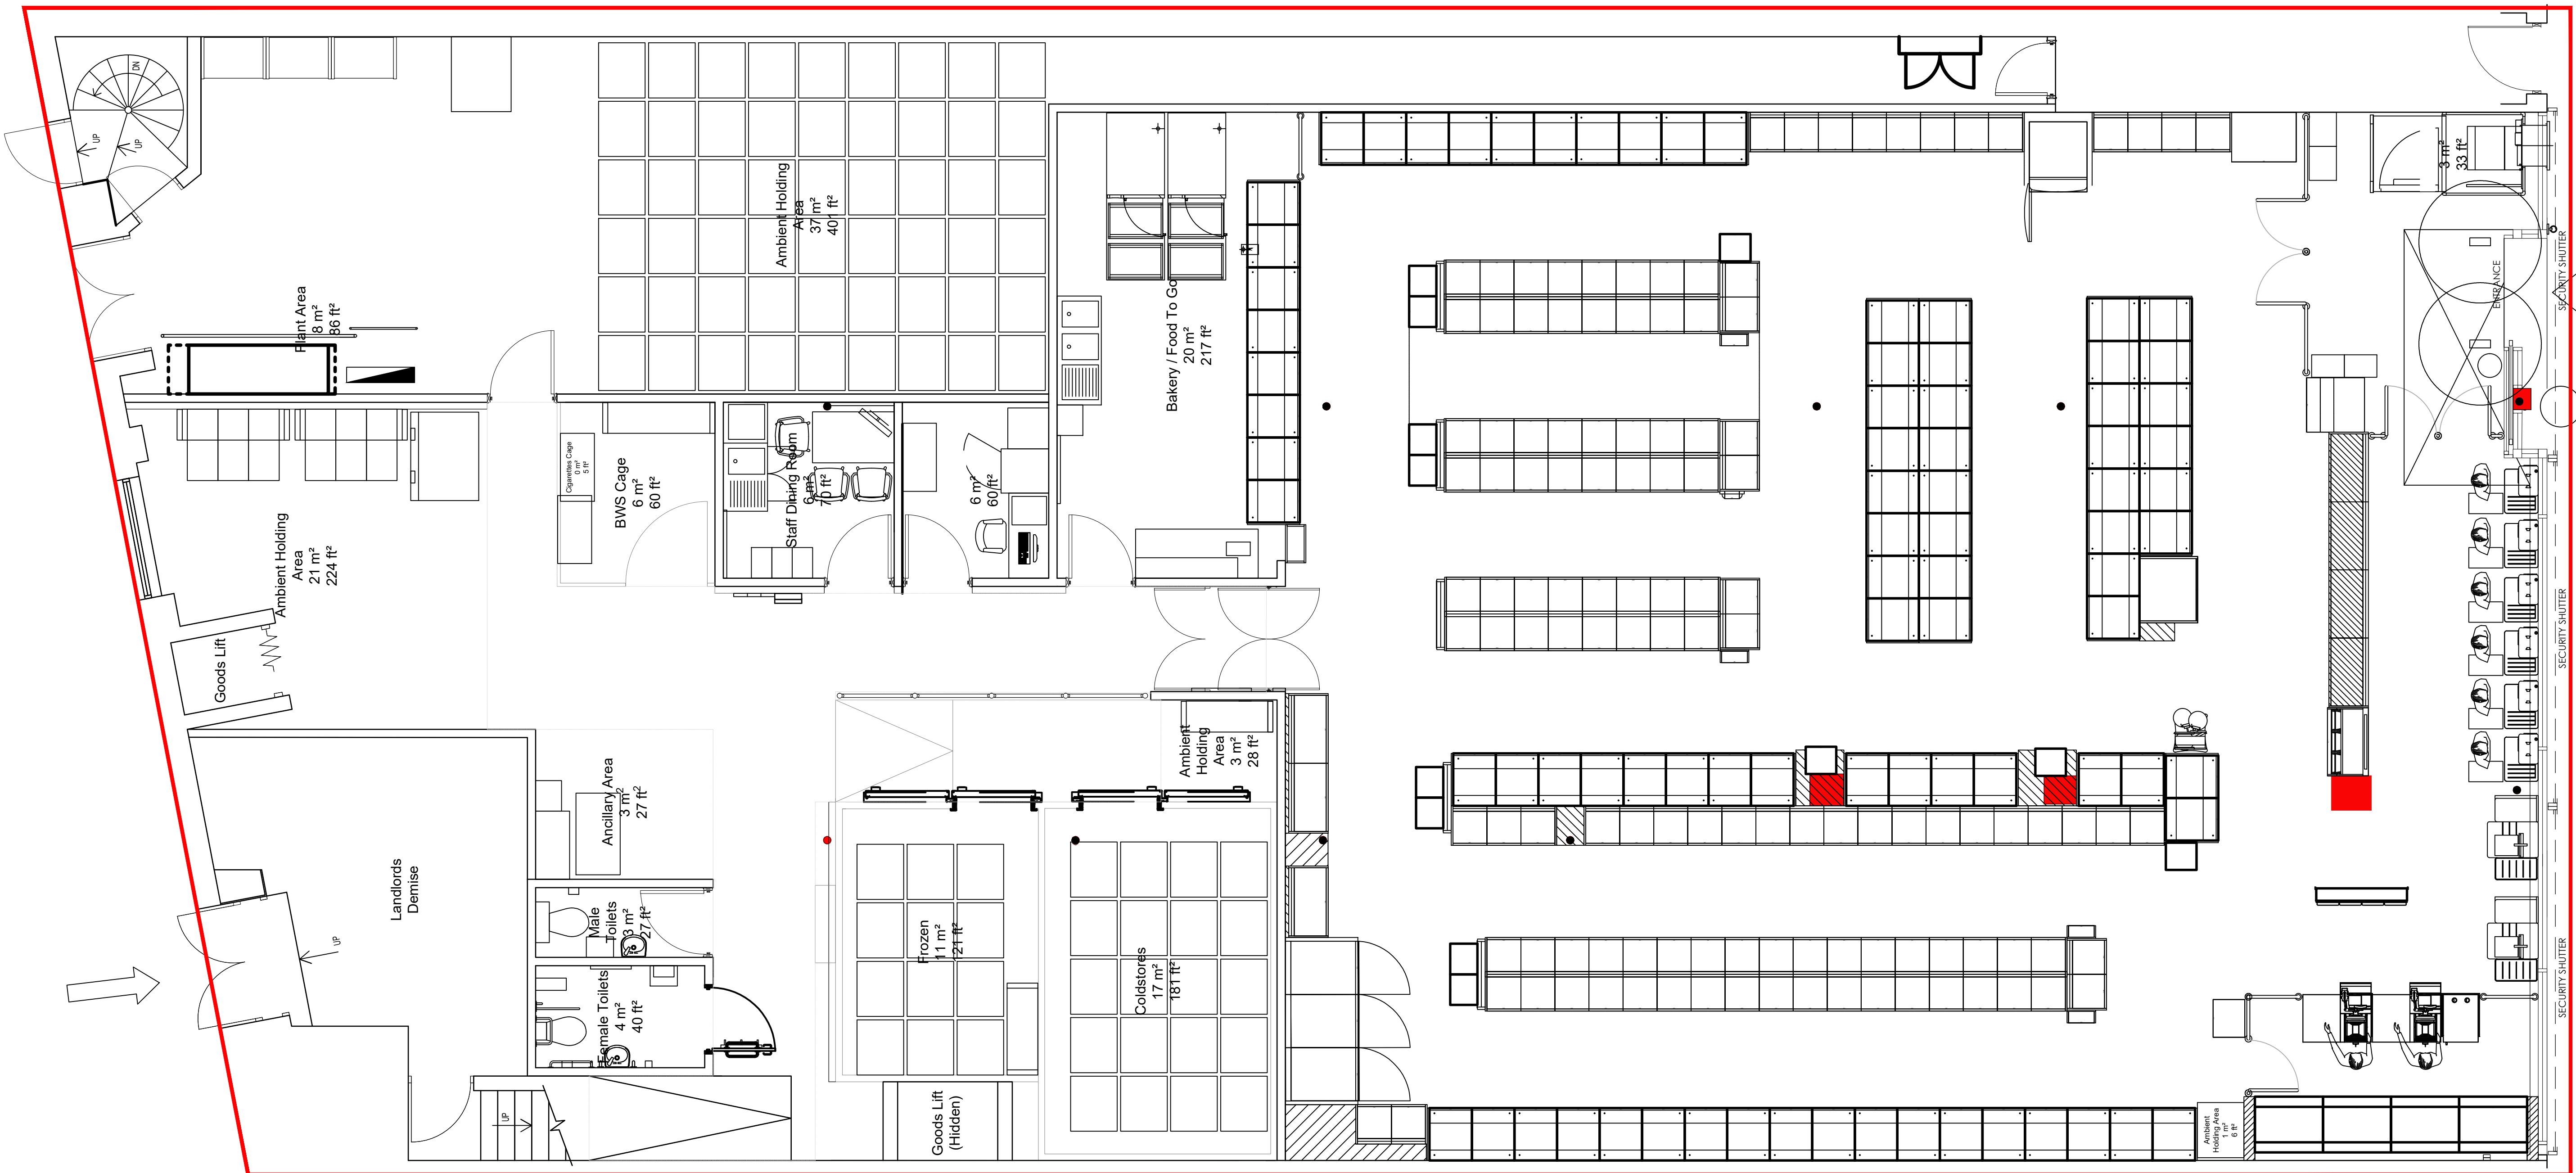 DN
UP
UP
Plant Area
8 m²
86 ft²
Ambient Holding
Area
37 m²
401 ft²
Bakery / Food To Go
20 m²
217 ft²
3 m²
33 ft²
ENTRANCE
SECURITY SHUTTER
Cigarettes Cage
0 m²
5 ft²
BWS Cage
6 m²
60 ft²
Staff Dining Room
6 m²
70 ft²
6 m²
60 ft²
Ambient Holding
Area
21 m²
224 ft²
Goods Lift
SECURITY SHUTTER
Ambient
Holding
Area
3 m²
28 ft²
Ancillary Area
3 m²
27 ft²
Landlords
Demise
UP
Male
Toilets
3 m²
27 ft²
Female Toilets
4 m²
40 ft²
Frozen
11 m²
121 ft²
Coldstores
17 m²
181 ft²
SECURITY SHUTTER
UP
Goods Lift
(Hidden)
Ambient
Holding Area
1 m²
6 ft²